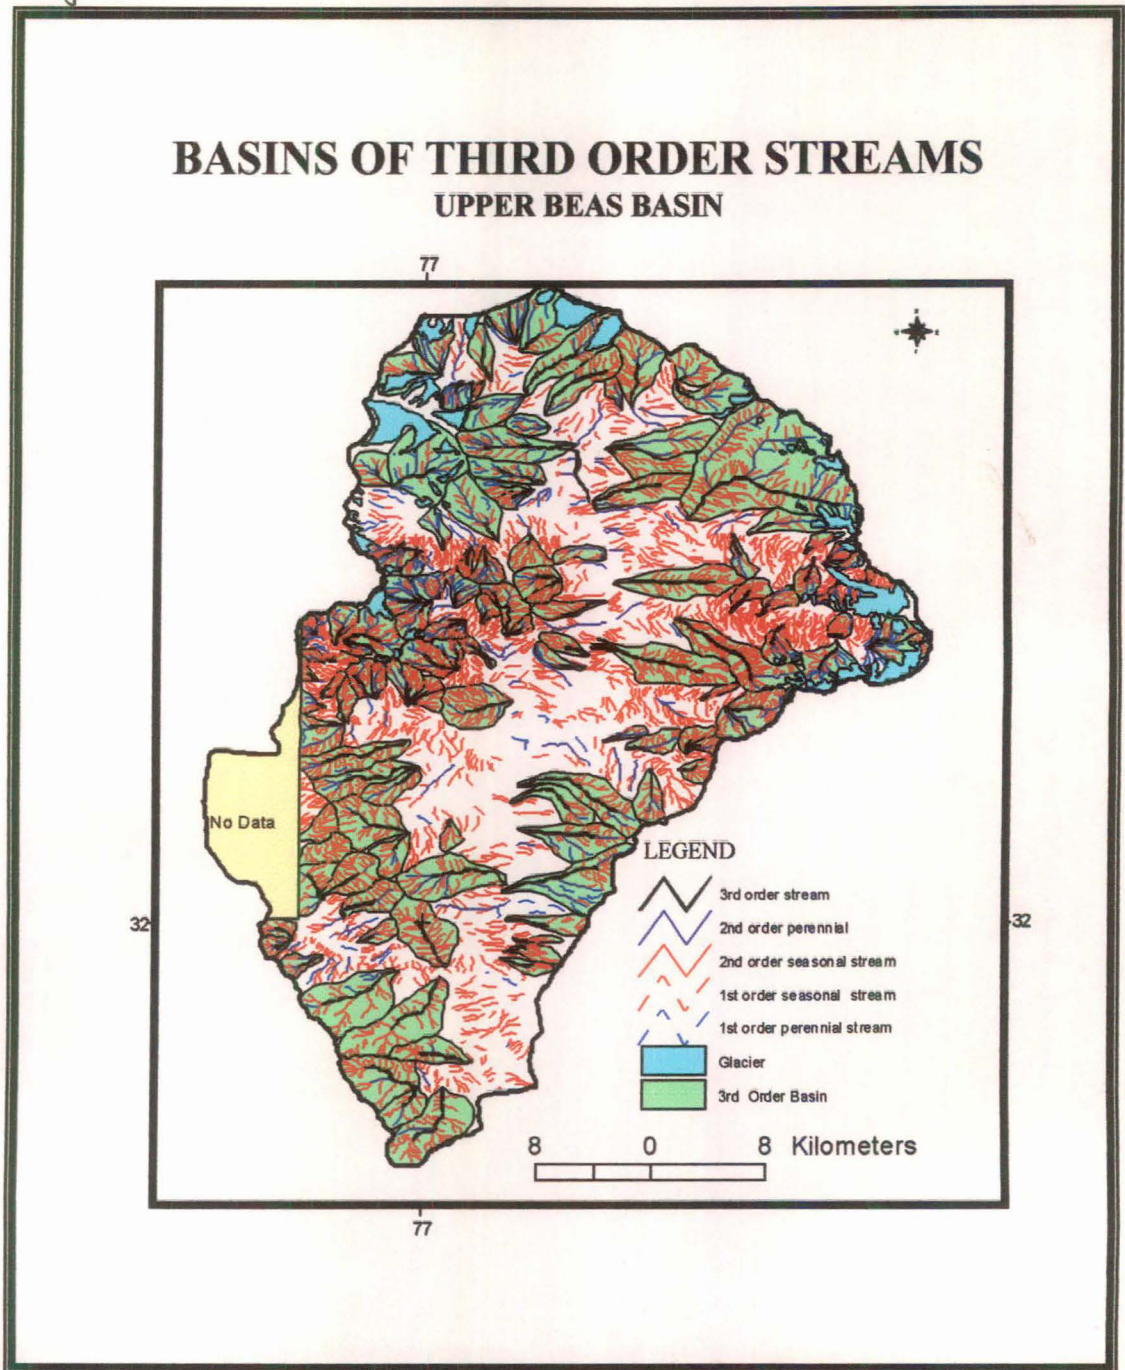 BASINS OF THIRD ORDER STREAMS
UPPER BEAS BASIN
77
No Data
LEGEND
3rd order stream
32
32
2nd order perennial
2nd order seasonal stream
1st order seasonal stream
1st order perennial stream
Glacier
3rd Order Basin
8 0 8 Kilometers
77